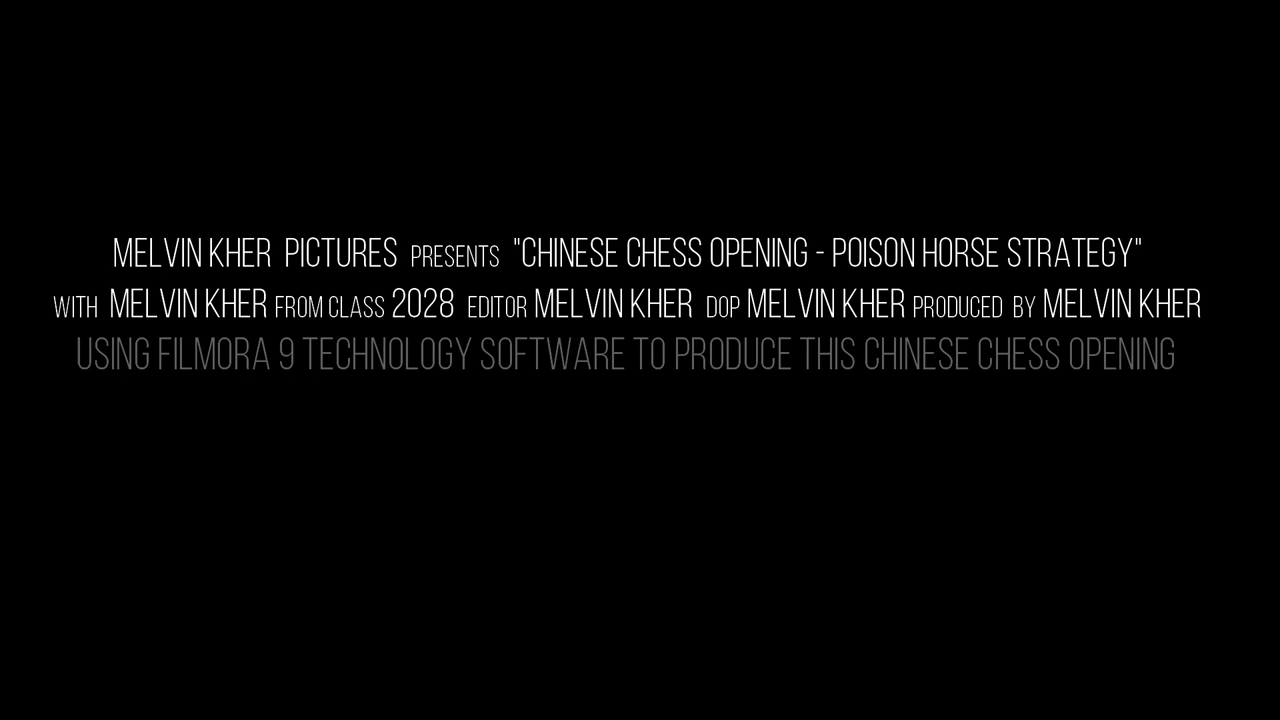 MELVIN KHER PICTURES PRESENTS "CHINESE CHESS OPENING - POISON HORSE STRATEGY"
WITH MELVIN KHER FROM CLASS 2028 EDITOR MELVIN KHER DOP MELVIN KHER PRODUCED BY MELVIN KHER
USING FILMORA 9 TECHNOLOGY SOFTWARE TO PRODUCE THIS CHINESE CHESS OPENING